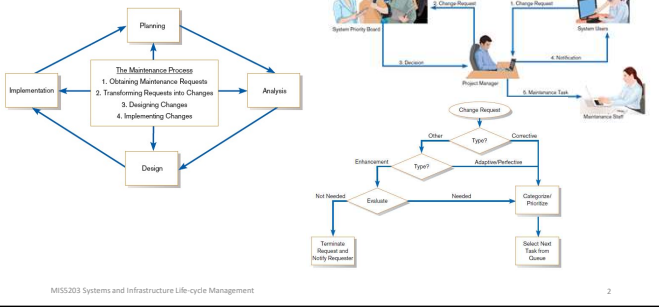 Planning
Implementation
The Maintenance Process
1. Obtaining Maintenance Requests
2. Transforming Requests into Changes
3. Designing Changes
4. Implementing Changes
Analysis
Design
2. Change Request
1. Change Request
System Priority Board
System Users
3. Decision
4. Notification
Project Manager
5. Maintenance Task
Maintenance Staff
Change Request
Other
Type?
Corrective
Enhancement
Type?
Adaptive/Perfective
Not Needed
Evaluate
Needed
Categorize/
Prioritize
Terminate
Request and
Notify Requester
Select Next
Task from
Queue
MIS5203 Systems and Infrastructure Life-cycle Management
2